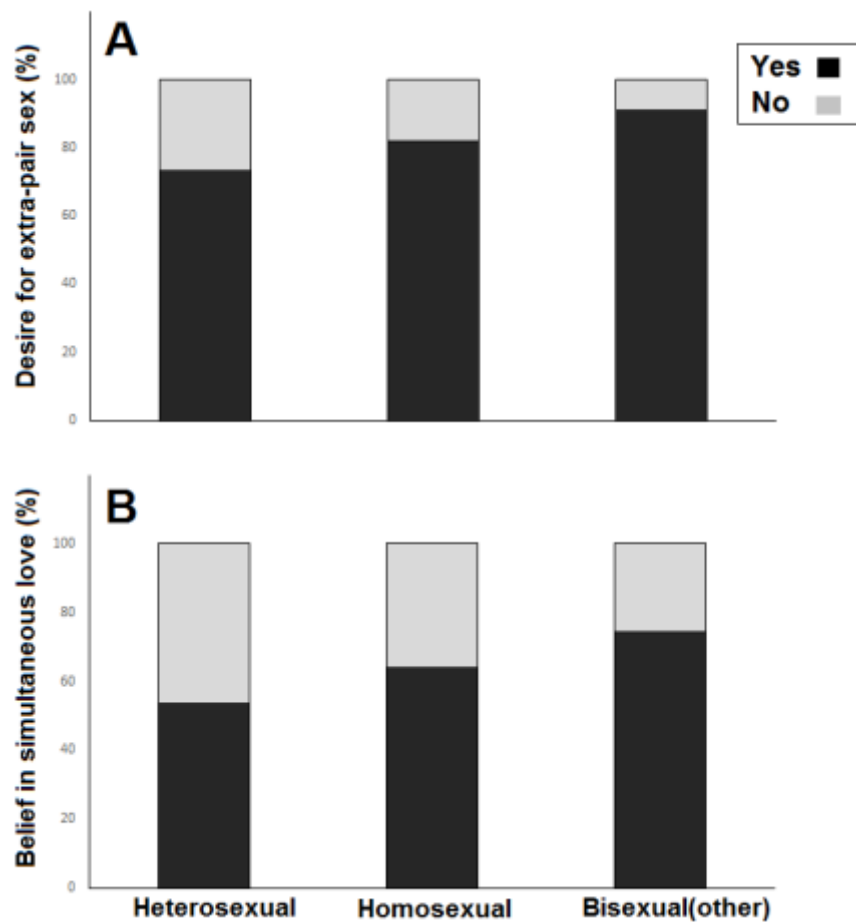 A
Yes
No
Desire for extra-pair sex (%)
100
80
60
40
20
0
B
Belief in simultaneous love (%)
100
80
60
40
20
0
Heterosexual Homosexual Bisexual(other)